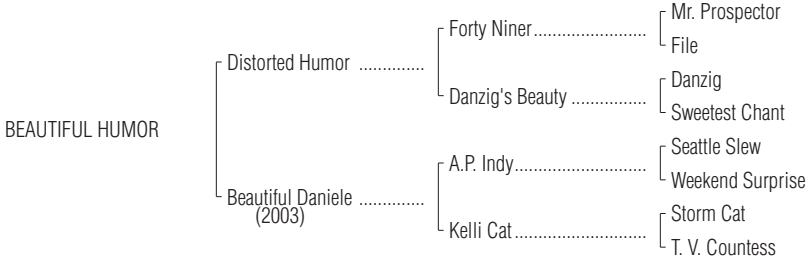 Mr. Prospector
Forty Niner........................
File
Distorted Humor ..............
Danzig
Danzig's Beauty ................
Sweetest Chant
BEAUTIFUL HUMOR
Seattle Slew
A.P. Indy............................
Weekend Surprise
Beautiful Daniele ..............
(2003)
Storm Cat
Kelli Cat............................
T. V. Countess